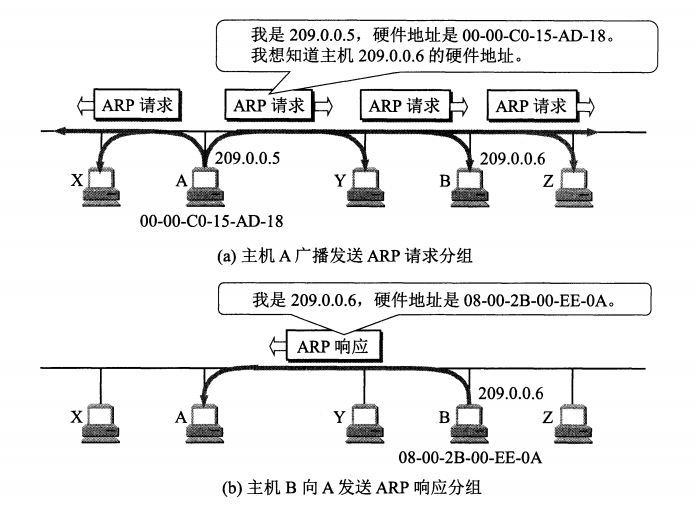 我是 209.0.0.5，硬件地址是 00-00-C0-15-AD-18。
我想知道主机 209.0.0.6 的硬件地址。
ARP 请求
ARP 请求
ARP 请求
ARP 请求
209.0.0.5
209.0.0.6
X
A
Y
B
Z
00-00-C0-15-AD-18
(a) 主机 A 广播发送 ARP 请求分组
我是 209.0.0.6，硬件地址是 08-00-2B-00-EE-0A。
ARP 响应
209.0.0.6
X
A
Y
B
Z
08-00-2B-00-EE-0A
(b) 主机 B 向 A 发送 ARP 响应分组